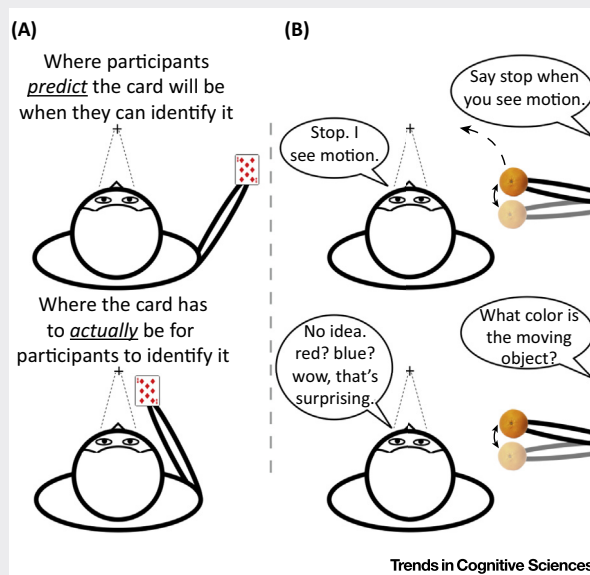 (A)
Where participants
predict the card will be
when they can identify it
Where the card has
to actually be for
participants to identify it
(B)
Say stop when
you see motion.
Stop. I
see motion.
What color is
the moving
object?
No idea.
red? blue?
wow, that's
surprising.
Trends in Cognitive Sciences